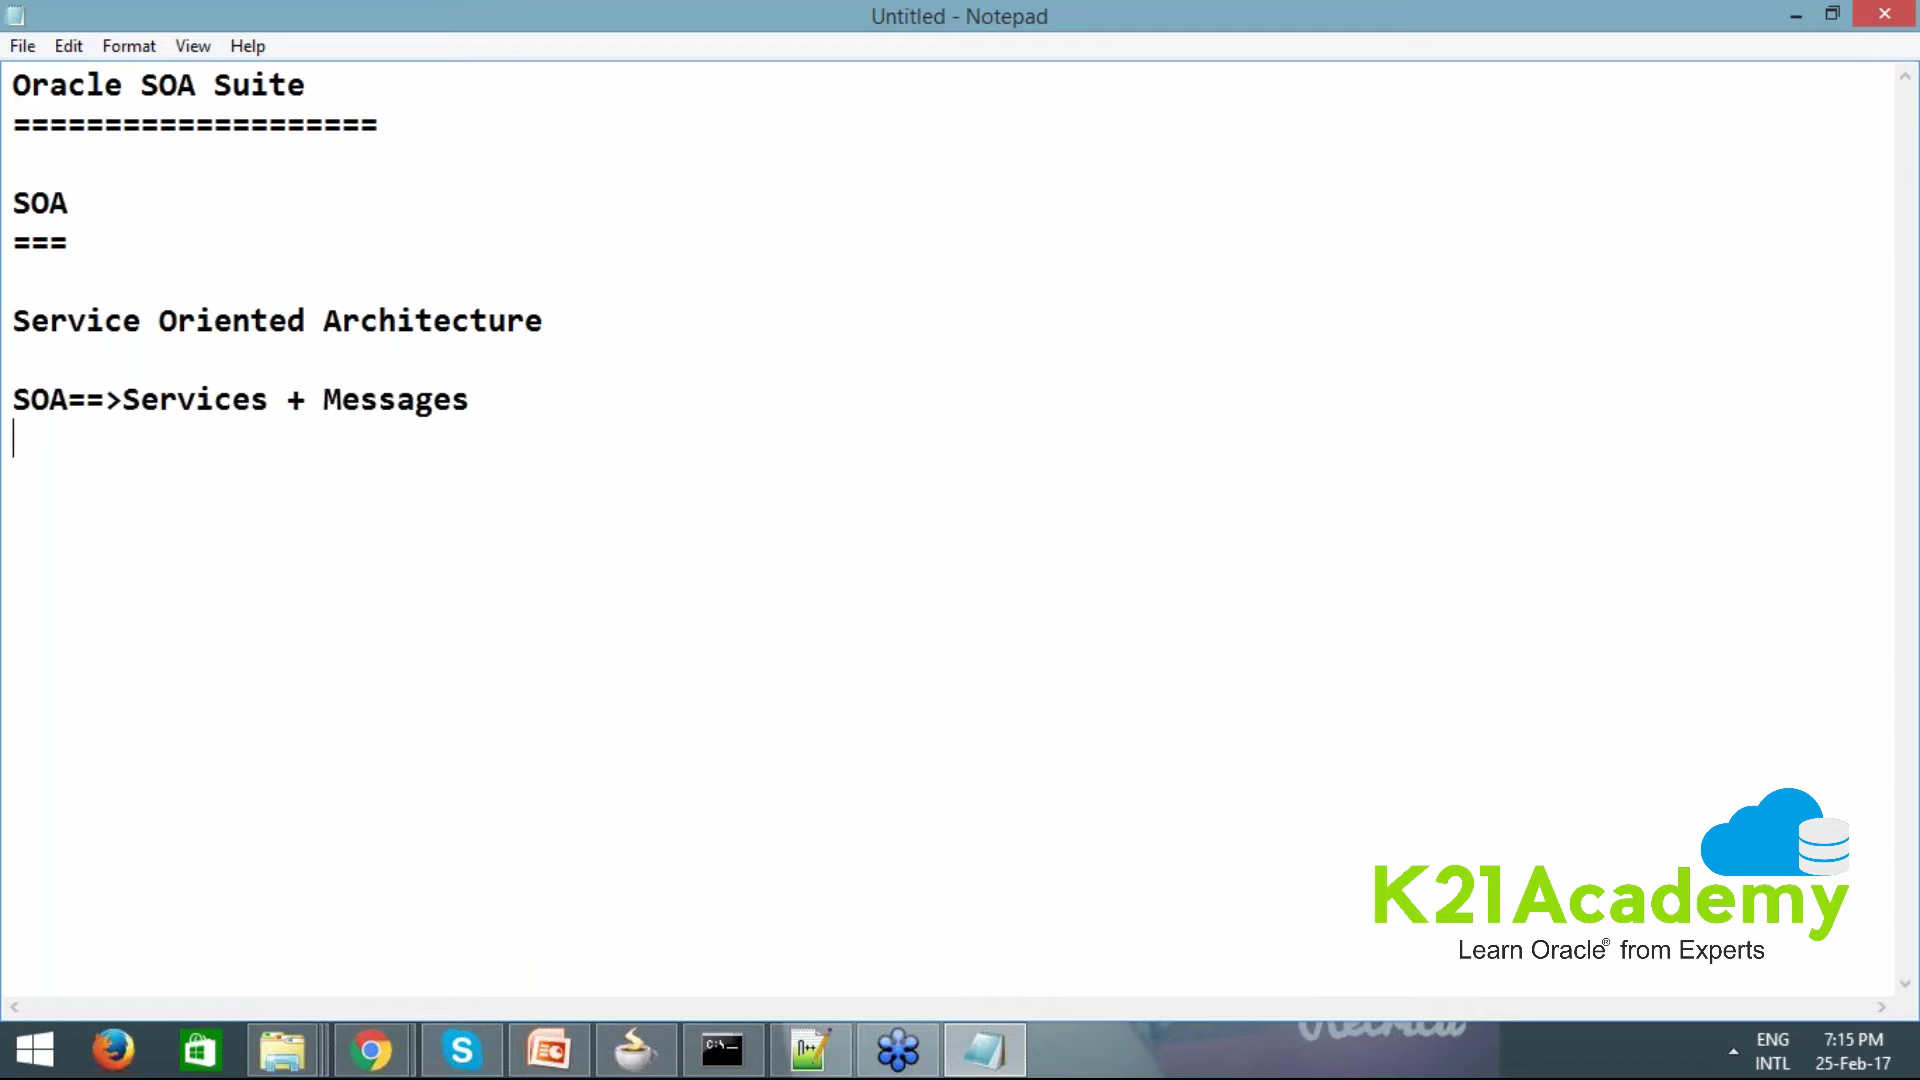 Untitled - Notepad
File Edit Format View Help
Oracle SOA Suite
====================
SOA
===
Service Oriented Architecture
SOA==>Services + Messages
K21Academy
Learn Oracle® from Experts
ENG 7:15 PM
INTL 25-Feb-17